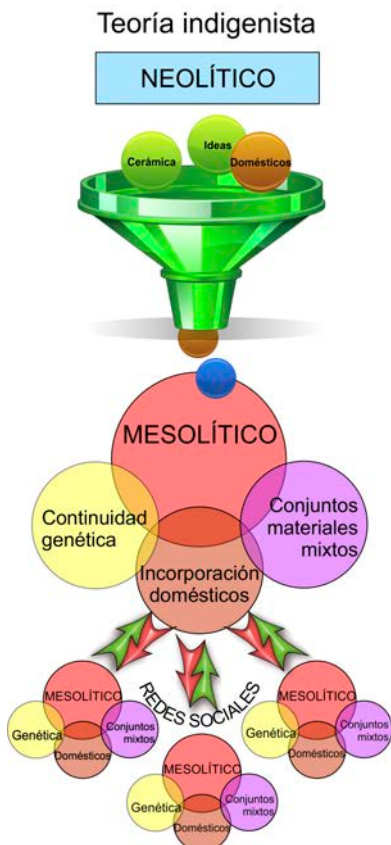 Teoría indigenista
NEOLÍTICO
Cerámica
Ideas
Domésticos
MESOLÍTICO
Continuidad
genética
Conjuntos
materiales
mixtos
Incorporación
domésticos
REDES SOCIALES
MESOLÍTICO
Genética
Conjuntos
mixtos
Domésticos
MESOLÍTICO
Genética
Conjuntos
mixtos
Domésticos
MESOLÍTICO
Genética
Conjuntos
mixtos
Domésticos